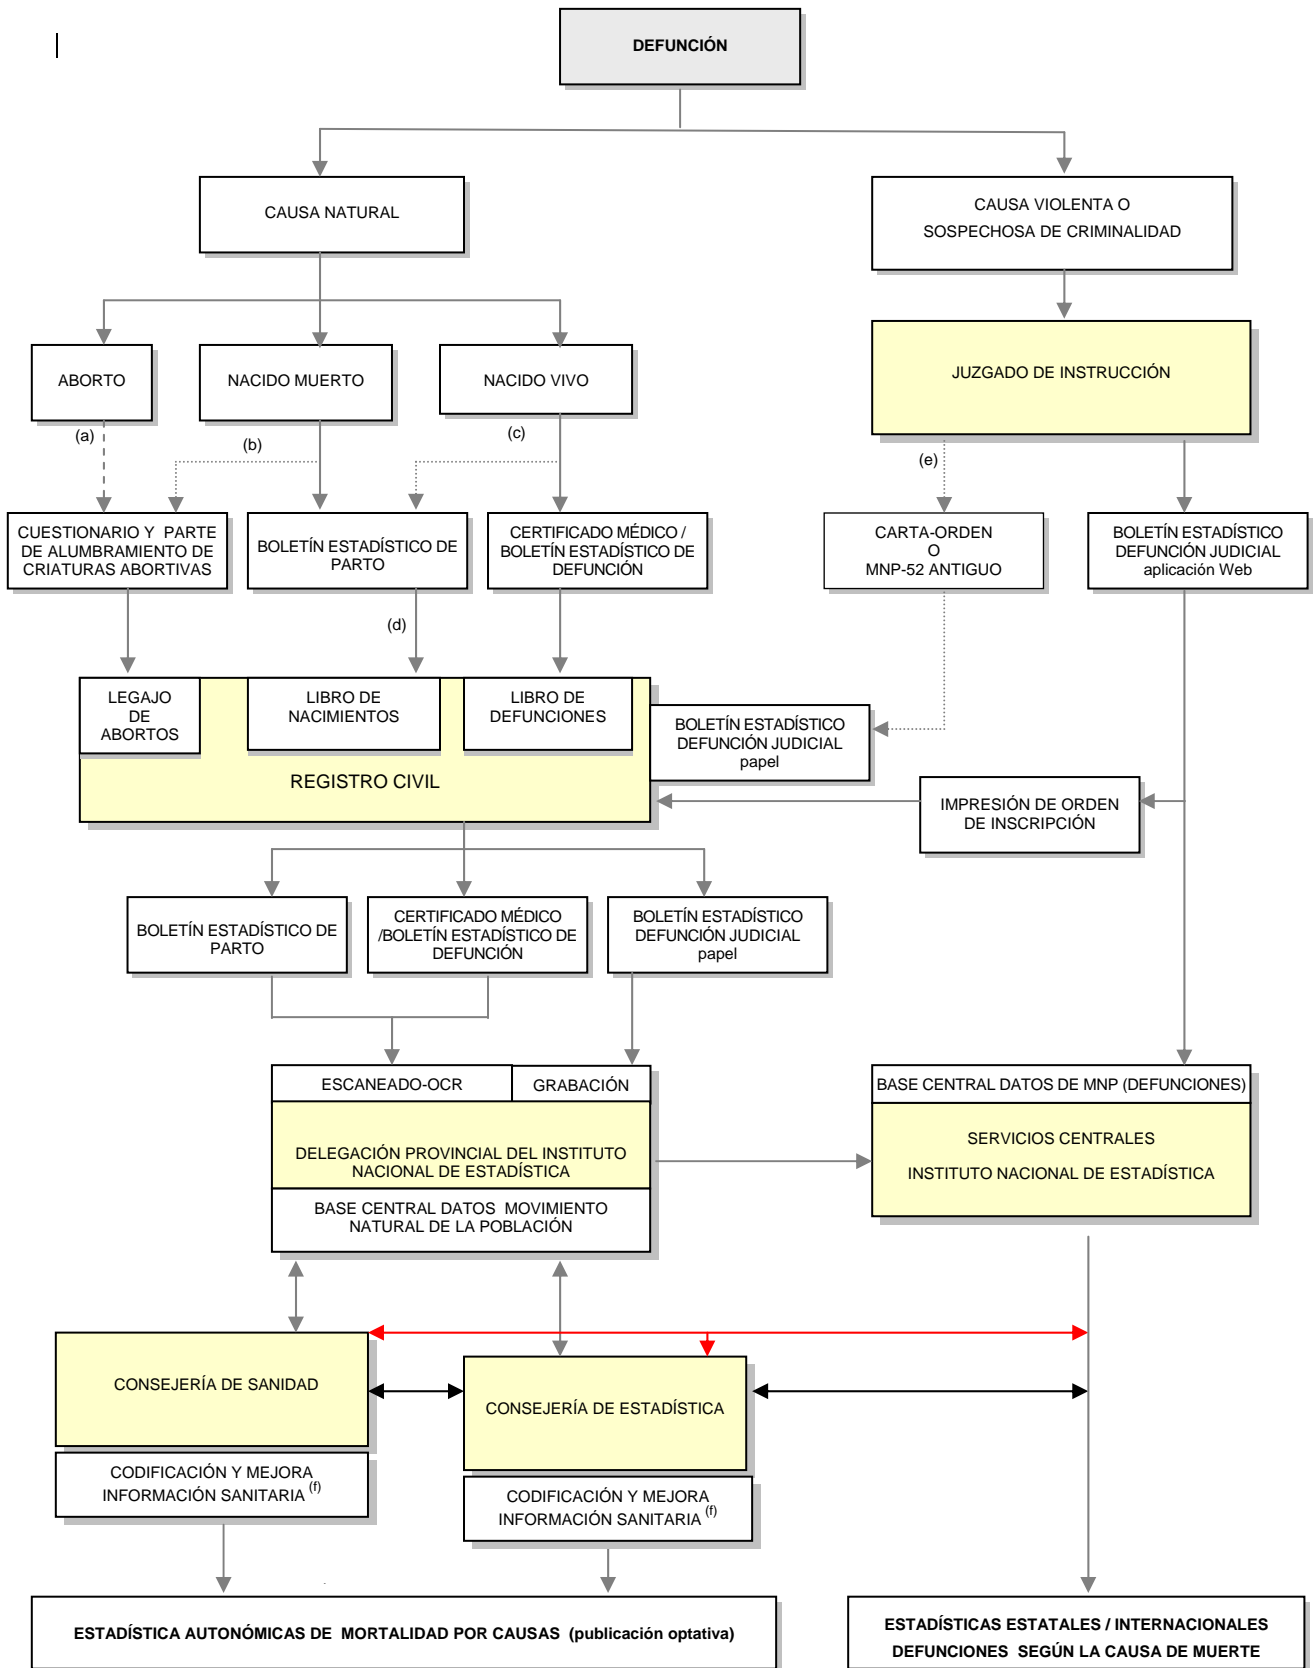 DEFUNCIÓN
CAUSA NATURAL
CAUSA VIOLENTA O
SOSPECHOSA DE CRIMINALIDAD
ABORTO
NACIDO MUERTO
NACIDO VIVO
JUZGADO DE INSTRUCCIÓN
(a)
(b)
(c)
(e)
CUESTIONARIO Y PARTE
DE ALUMBRAMIENTO DE
CRIATURAS ABORTIVAS
BOLETÍN ESTADÍSTICO DE
PARTO
CERTIFICADO MÉDICO /
BOLETÍN ESTADÍSTICO DE
DEFUNCIÓN
CARTA-ORDEN
O
MNP-52 ANTIGUO
BOLETÍN ESTADÍSTICO
DEFUNCIÓN JUDICIAL
aplicación Web
(d)
LEGAJO
DE
ABORTOS
LIBRO DE
NACIMIENTOS
LIBRO DE
DEFUNCIONES
REGISTRO CIVIL
BOLETÍN ESTADÍSTICO
DEFUNCIÓN JUDICIAL
papel
IMPRESIÓN DE ORDEN
DE INSCRIPCIÓN
BOLETÍN ESTADÍSTICO DE
PARTO
CERTIFICADO MÉDICO
/BOLETÍN ESTADÍSTICO DE
DEFUNCIÓN
BOLETÍN ESTADÍSTICO
DEFUNCIÓN JUDICIAL
papel
ESCANEADO-OCR
GRABACIÓN
DELEGACIÓN PROVINCIAL DEL INSTITUTO
NACIONAL DE ESTADÍSTICA
BASE CENTRAL DATOS MOVIMIENTO
NATURAL DE LA POBLACIÓN
BASE CENTRAL DATOS DE MNP (DEFUNCIONES)
SERVICIOS CENTRALES
INSTITUTO NACIONAL DE ESTADÍSTICA
CONSEJERÍA DE SANIDAD
CONSEJERÍA DE ESTADÍSTICA
CODIFICACIÓN Y MEJORA
INFORMACIÓN SANITARIA (f)
CODIFICACIÓN Y MEJORA
INFORMACIÓN SANITARIA (f)
ESTADÍSTICA AUTONÓMICAS DE MORTALIDAD POR CAUSAS (publicación optativa)
ESTADÍSTICAS ESTATALES / INTERNACIONALES
DEFUNCIONES SEGÚN LA CAUSA DE MUERTE